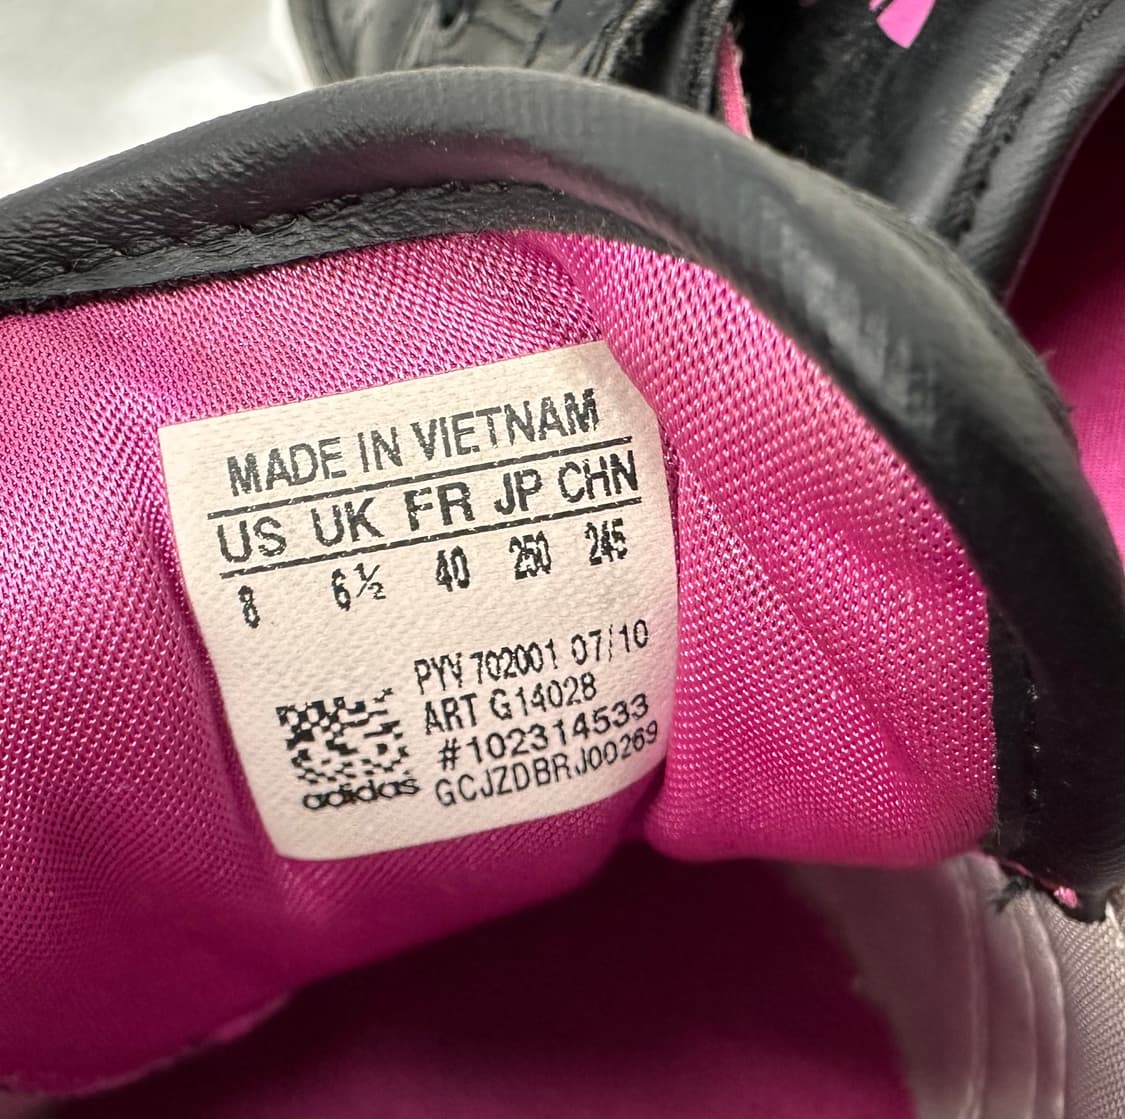 MADE IN VIETNAM
US UK FR JP CHN
8 6½ 40 250 245
PYV 702001 07/10
ART G14028
#102314533
GCJZDBRJ00269
adidas